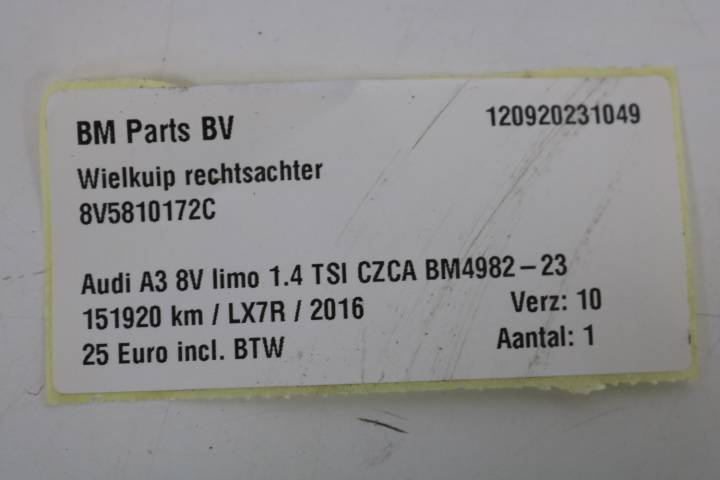 BM Parts BV
120920231049
Wielkuip rechtsachter
8V5810172C
Audi A3 8V limo 1.4 TSI CZCA BM4982-23
151920 km / LX7R / 2016
Verz: 10
25 Euro incl. BTW
Aantal: 1